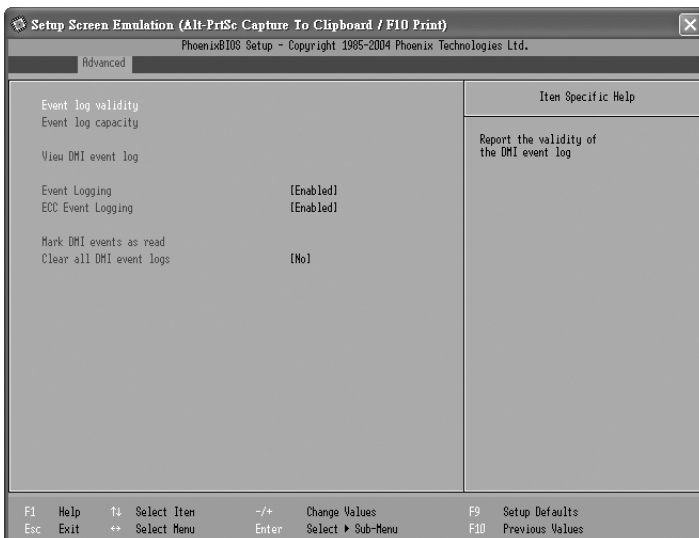 Setup Screen Emulation (Alt-PrtSc Capture To Clipboard / F10 Print)
PhoenixBIOS Setup - Copyright 1985-2004 Phoenix Technologies Ltd.
Advanced
Item Specific Help
Event log validity
Event log capacity
Report the validity of
the DMI event log
View DMI event log
Event Logging [Enabled]
ECC Event Logging [Enabled]
Mark DMI events as read
Clear all DMI event logs [No]
F1 Help ↑↓ Select Item -/+ Change Values F9 Setup Defaults
Esc Exit ↔ Select Menu Enter Select ▶ Sub-Menu F10 Previous Values